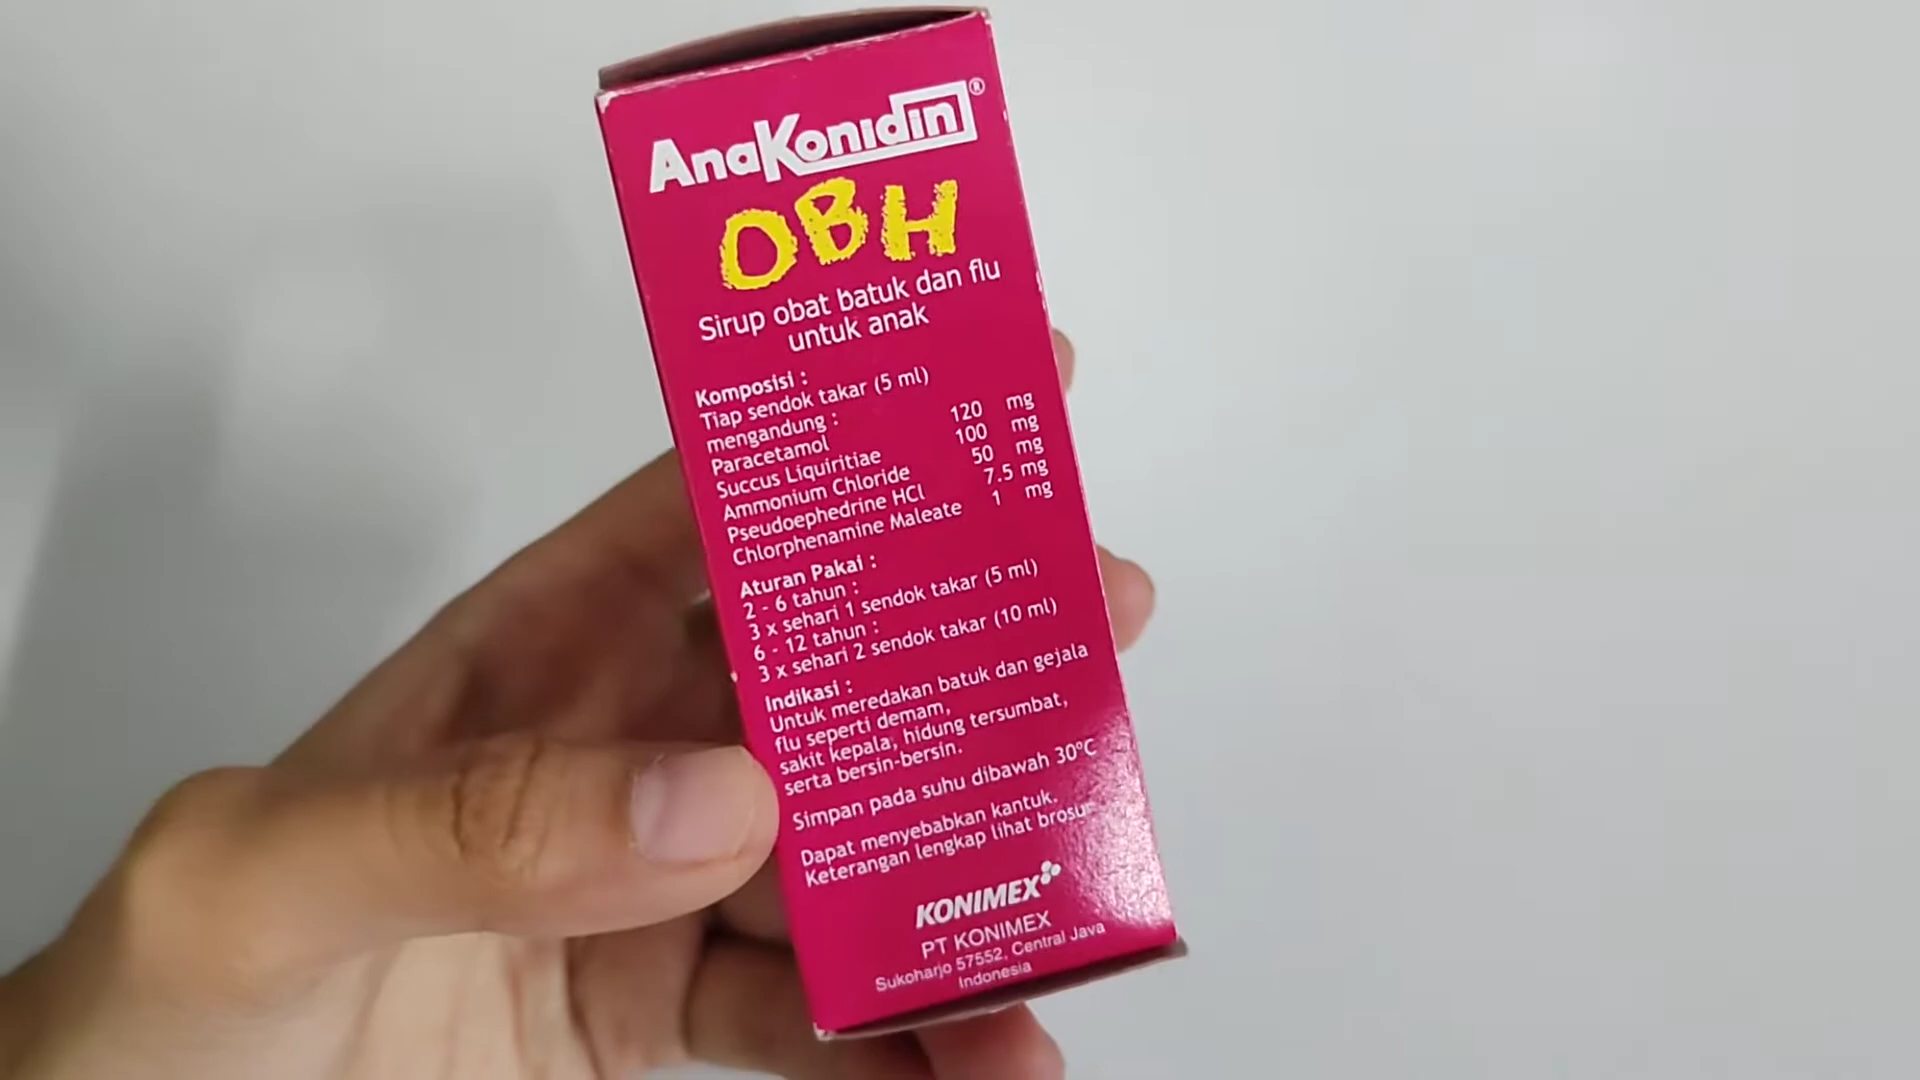 AnaKonidin®
OBH
Sirup obat batuk dan flu
untuk anak
Komposisi :
Tiap sendok takar (5 ml)
mengandung :
Paracetamol 120 mg
Succus Liquiritiae 100 mg
Ammonium Chloride 50 mg
Pseudoephedrine HCl 7.5 mg
Chlorphenamine Maleate 1 mg
Aturan Pakai :
2 - 6 tahun :
3 x sehari 1 sendok takar (5 ml)
6 - 12 tahun :
3 x sehari 2 sendok takar (10 ml)
Indikasi :
Untuk meredakan batuk dan gejala
flu seperti demam,
sakit kepala, hidung tersumbat,
serta bersin-bersin.
Simpan pada suhu dibawah 30°C
Dapat menyebabkan kantuk.
Keterangan lengkap lihat brosur
KONIMEX
PT KONIMEX
Sukoharjo 57552, Central Java
Indonesia